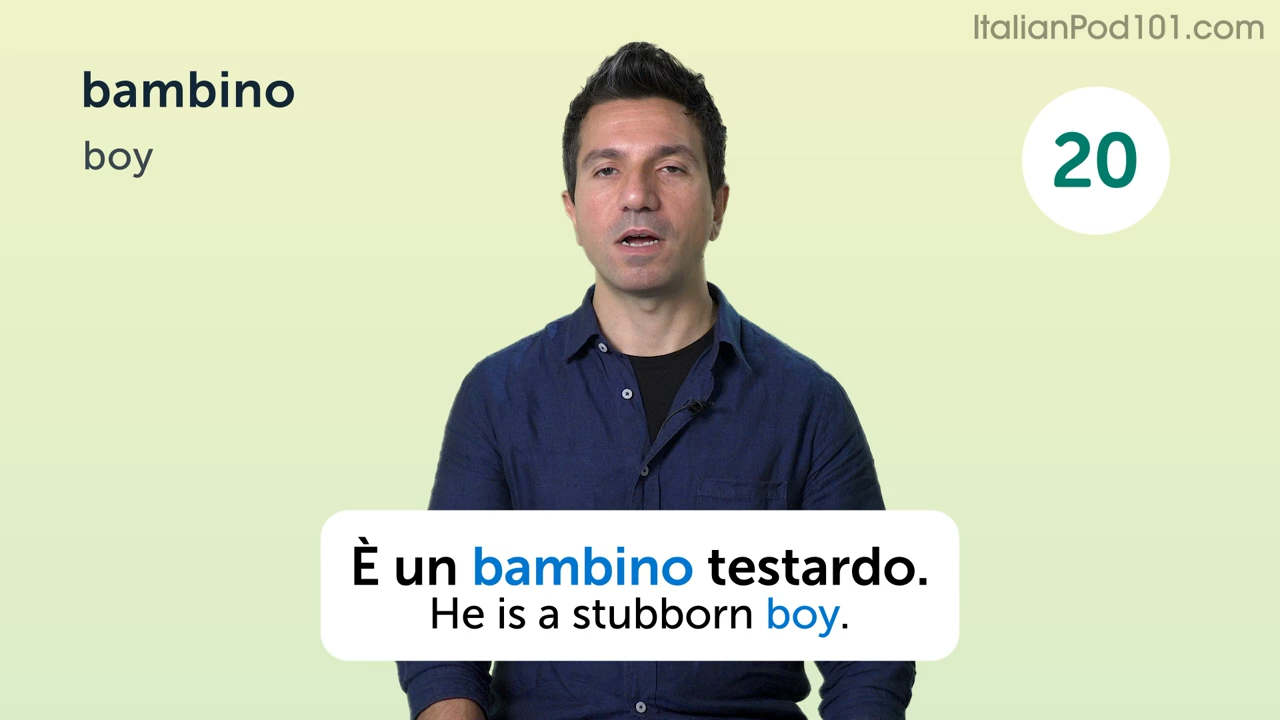 ItalianPod101.com
bambino
boy
20
È un bambino testardo.
He is a stubborn boy.